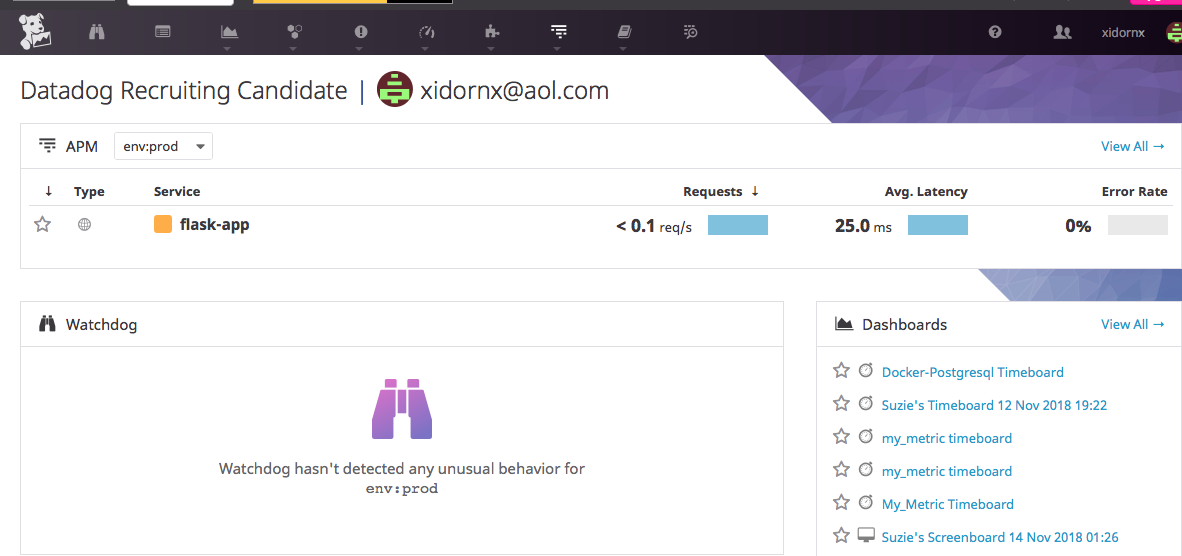 xidornx
Datadog Recruiting Candidate | xidornx@aol.com
APM env:prod View All →
↓ Type Service Requests ↓ Avg. Latency Error Rate
flask-app < 0.1 req/s 25.0 ms 0%
Watchdog
Watchdog hasn't detected any unusual behavior for
env:prod
Dashboards View All →
Docker-Postgresql Timeboard
Suzie's Timeboard 12 Nov 2018 19:22
my_metric timeboard
my_metric timeboard
My_Metric Timeboard
Suzie's Screenboard 14 Nov 2018 01:26